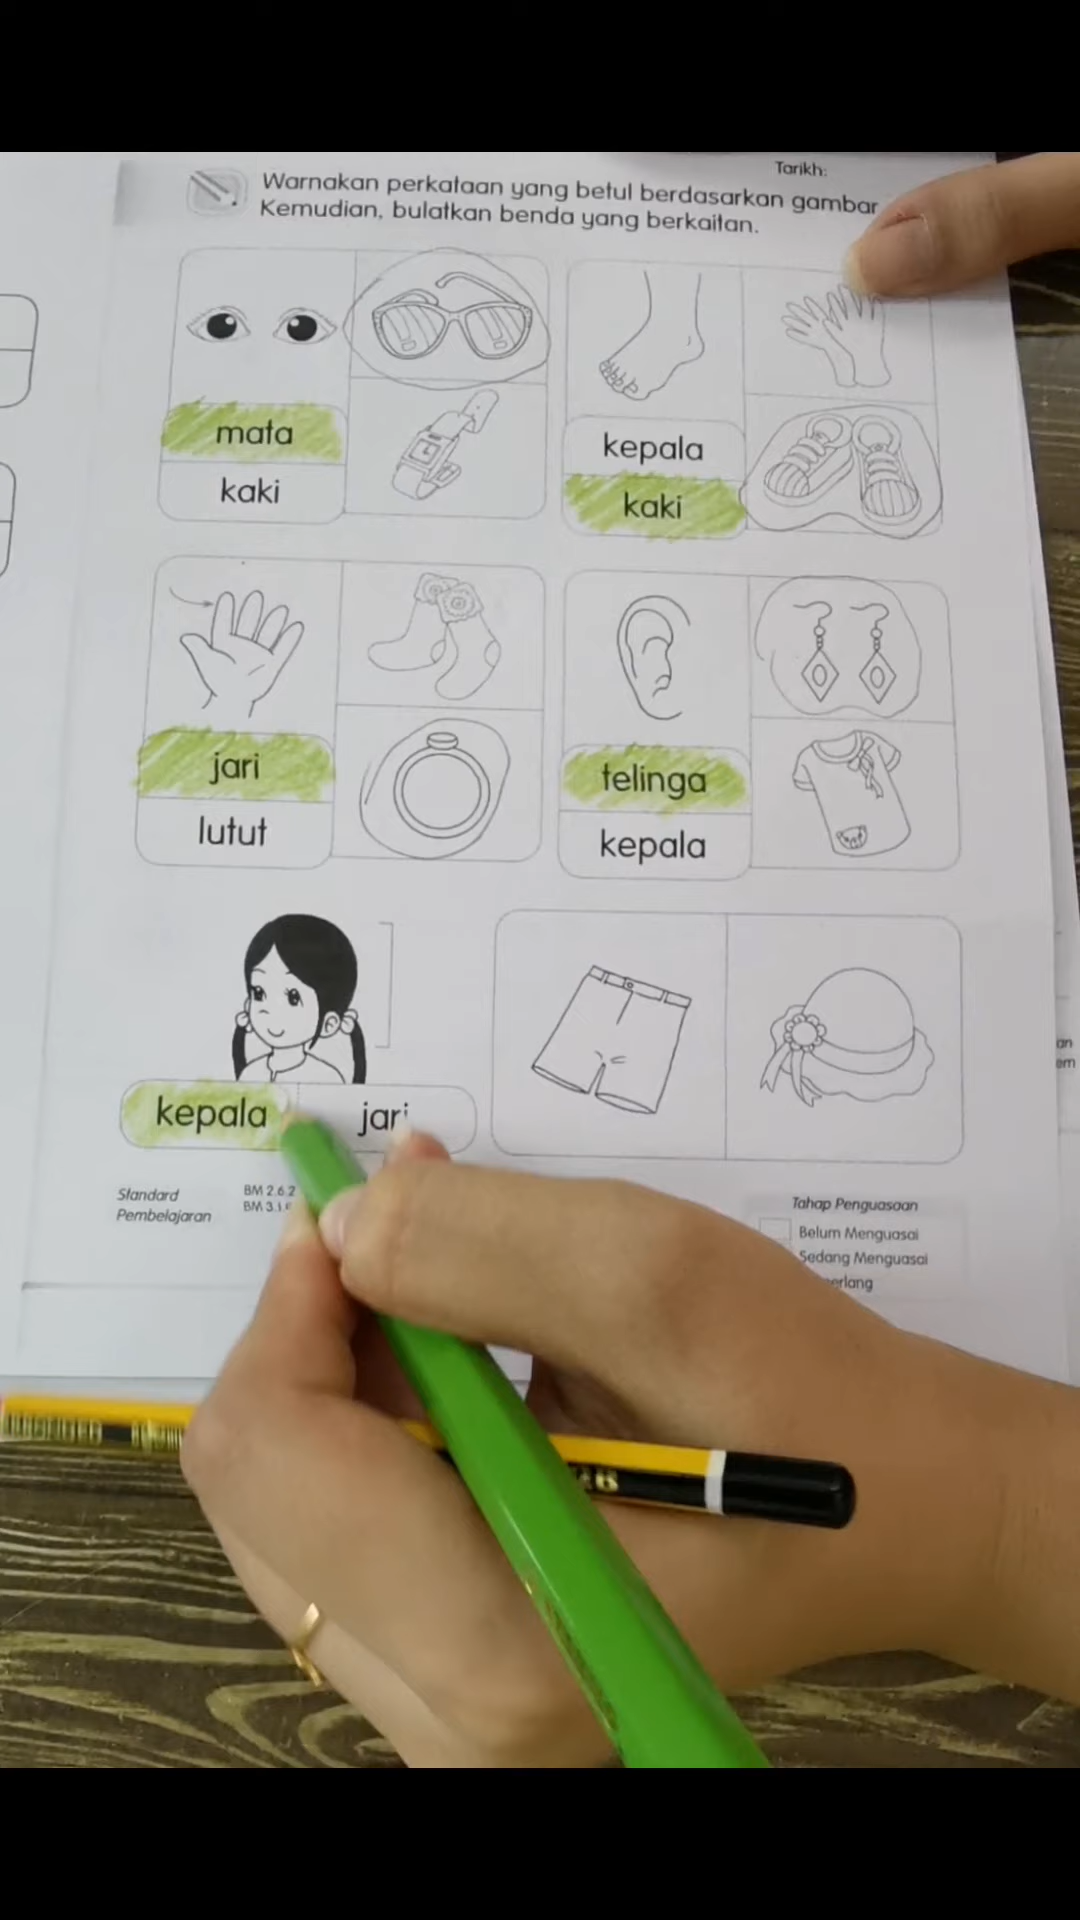 Tarikh:
Warnakan perkataan yang betul berdasarkan gambar
Kemudian, bulatkan benda yang berkaitan.
mata
kaki
kepala
kaki
jari
lutut
telinga
kepala
kepala
jari
Standard
Pembelajaran
BM 2.6.2
Tahap Penguasaan
Belum Menguasai
Sedang Menguasai